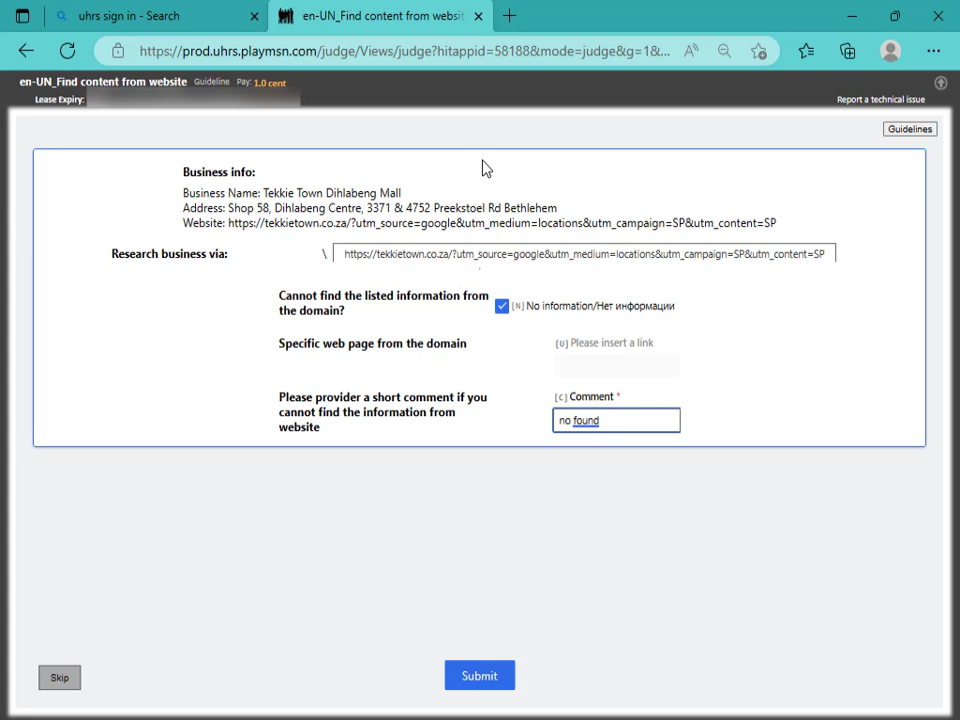 uhrs sign in - Search
en-UN_Find content from websit
https://prod.uhrs.playmsn.com/judge/Views/judge?hitappid=58188&mode=judge&g=1&...
en-UN_Find content from website Guideline Pay: 1.0 cent
Lease Expiry:
Report a technical issue
Guidelines
Business info:
Business Name: Tekkie Town Dihlabeng Mall
Address: Shop 58, Dihlabeng Centre, 3371 & 4752 Preekstoel Rd Bethlehem
Website: https://tekkietown.co.za/?utm_source=google&utm_medium=locations&utm_campaign=SP&utm_content=SP
Research business via: \ https://tekkietown.co.za/?utm_source=google&utm_medium=locations&utm_campaign=SP&utm_content=SP
Cannot find the listed information from
the domain?
[N] No information/Нет информации
Specific web page from the domain
[U] Please insert a link
Please provider a short comment if you
cannot find the information from
website
[C] Comment *
no found
Skip
Submit